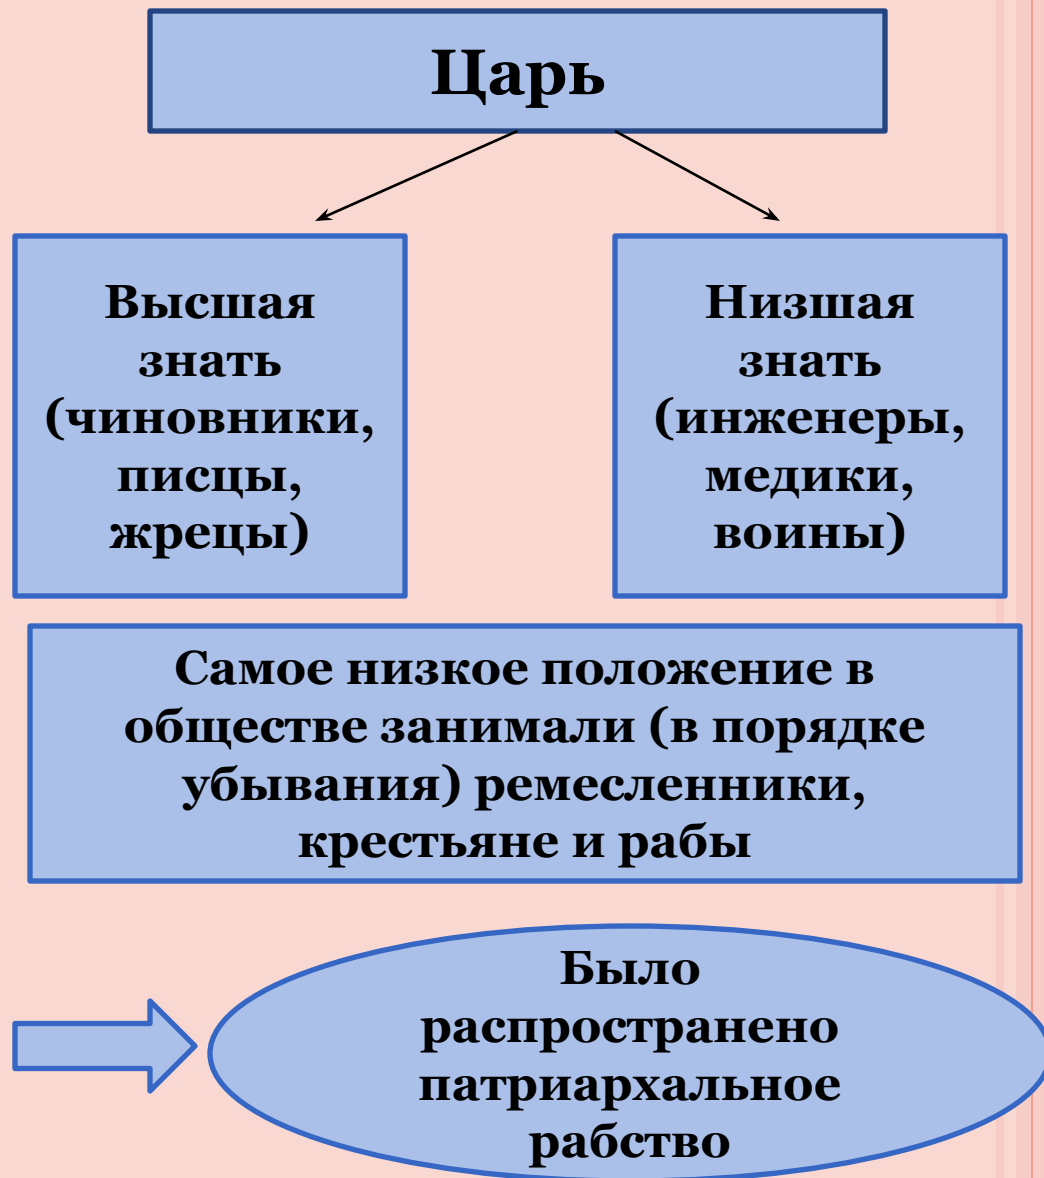 Царь
Высшая
знать
(чиновники,
писцы,
жрецы)
Низшая
знать
(инженеры,
медики,
воины)
Самое низкое положение в
обществе занимали (в порядке
убывания) ремесленники,
крестьяне и рабы
Было
распространено
патриархальное
рабство